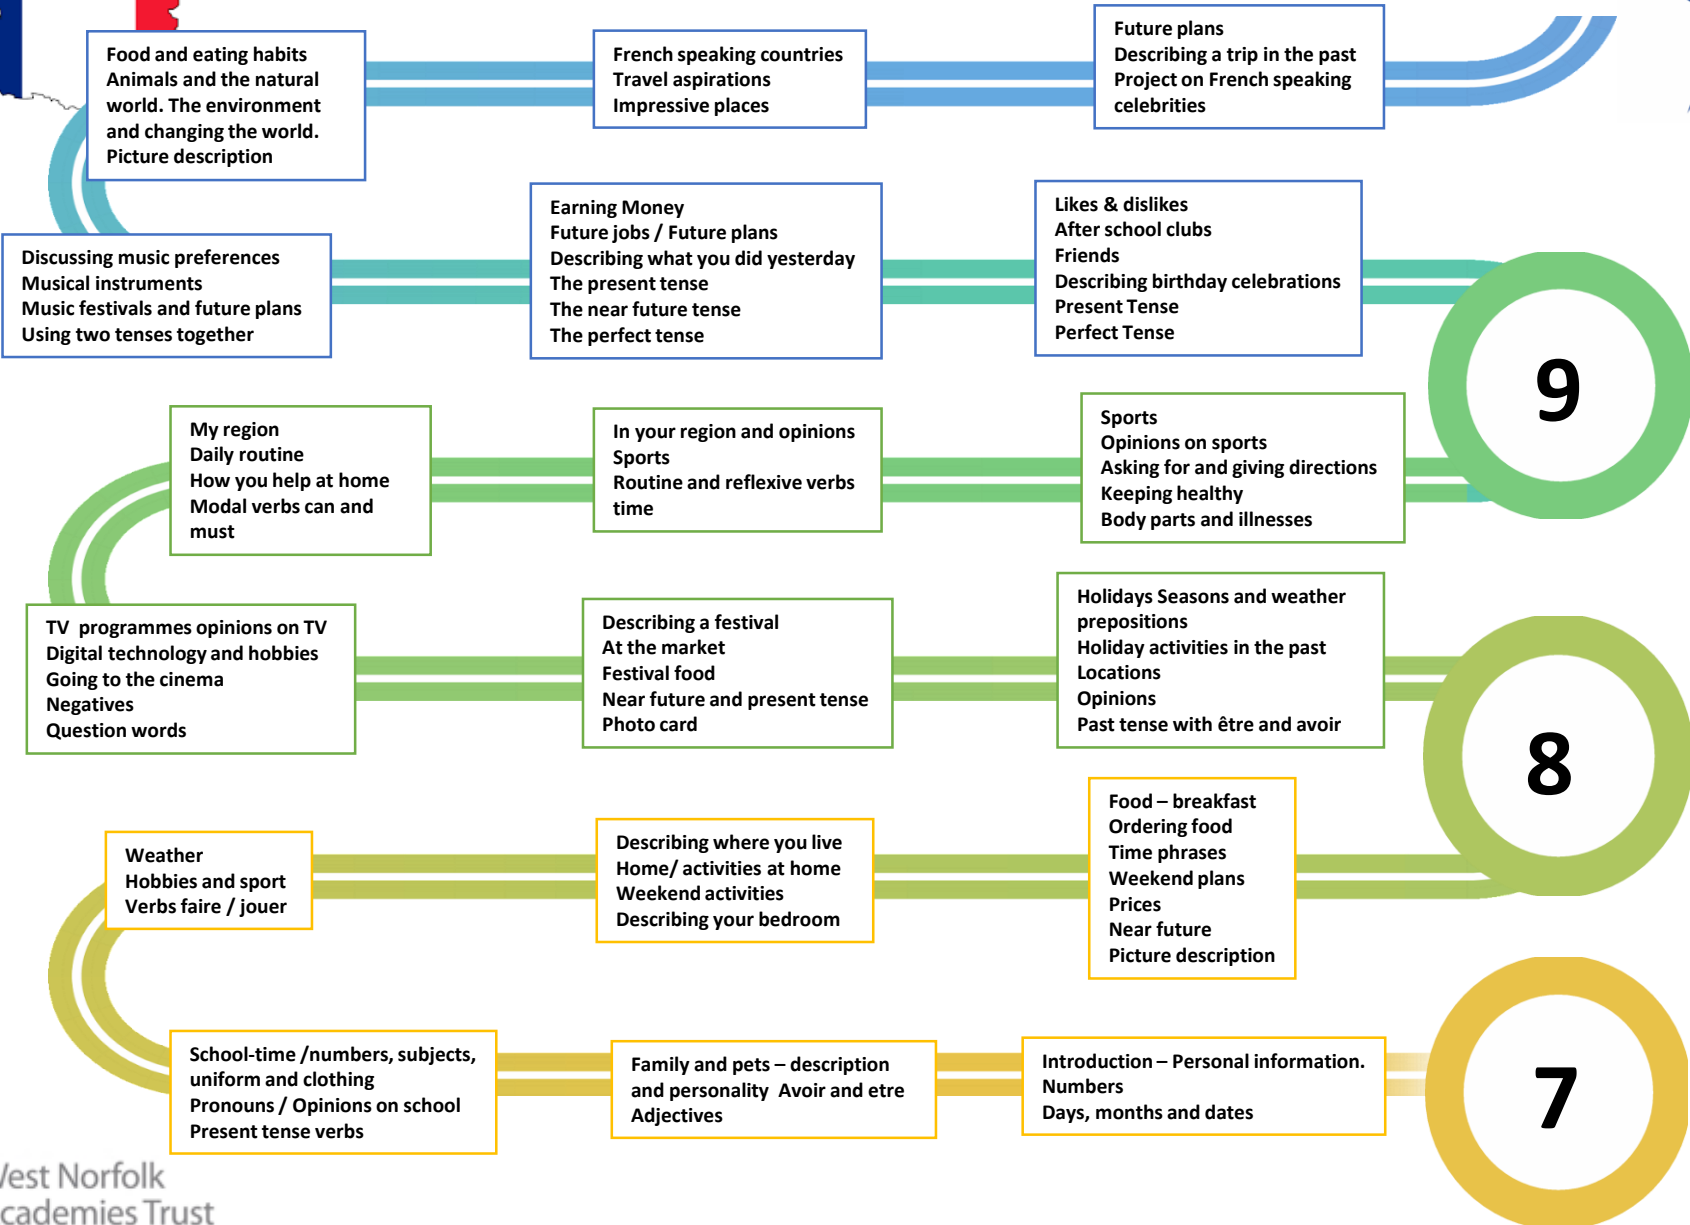 Food and eating habits
Animals and the natural
world. The environment
and changing the world.
Picture description
French speaking countries
Travel aspirations
Impressive places
Future plans
Describing a trip in the past
Project on French speaking
celebrities
Discussing music preferences
Musical instruments
Music festivals and future plans
Using two tenses together
Earning Money
Future jobs / Future plans
Describing what you did yesterday
The present tense
The near future tense
The perfect tense
Likes & dislikes
After school clubs
Friends
Describing birthday celebrations
Present Tense
Perfect Tense
9
My region
Daily routine
How you help at home
Modal verbs can and
must
In your region and opinions
Sports
Routine and reflexive verbs
time
Sports
Opinions on sports
Asking for and giving directions
Keeping healthy
Body parts and illnesses
TV programmes opinions on TV
Digital technology and hobbies
Going to the cinema
Negatives
Question words
Describing a festival
At the market
Festival food
Near future and present tense
Photo card
Holidays Seasons and weather
prepositions
Holiday activities in the past
Locations
Opinions
Past tense with être and avoir
8
Weather
Hobbies and sport
Verbs faire / jouer
Describing where you live
Home/ activities at home
Weekend activities
Describing your bedroom
Food – breakfast
Ordering food
Time phrases
Weekend plans
Prices
Near future
Picture description
School-time /numbers, subjects,
uniform and clothing
Pronouns / Opinions on school
Present tense verbs
Family and pets – description
and personality Avoir and etre
Adjectives
Introduction – Personal information.
Numbers
Days, months and dates
7
West Norfolk
cademies Trust